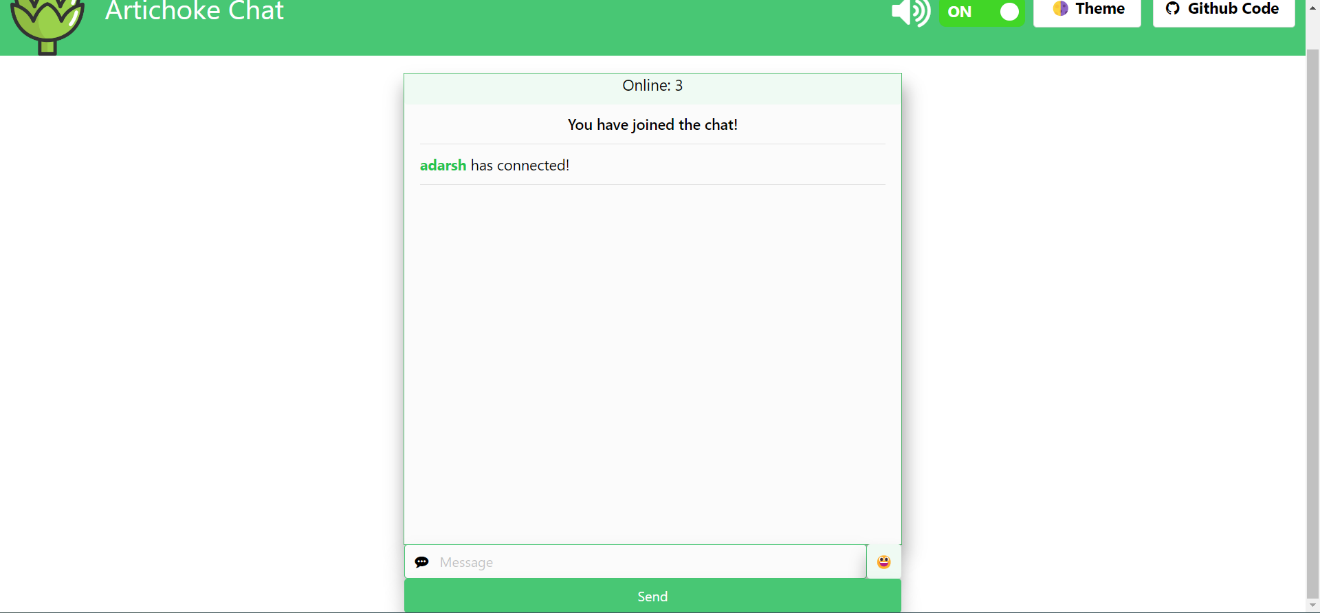 Artichoke Chat
ON
Theme
Github Code
Online: 3
You have joined the chat!
adarsh has connected!
Message
Send